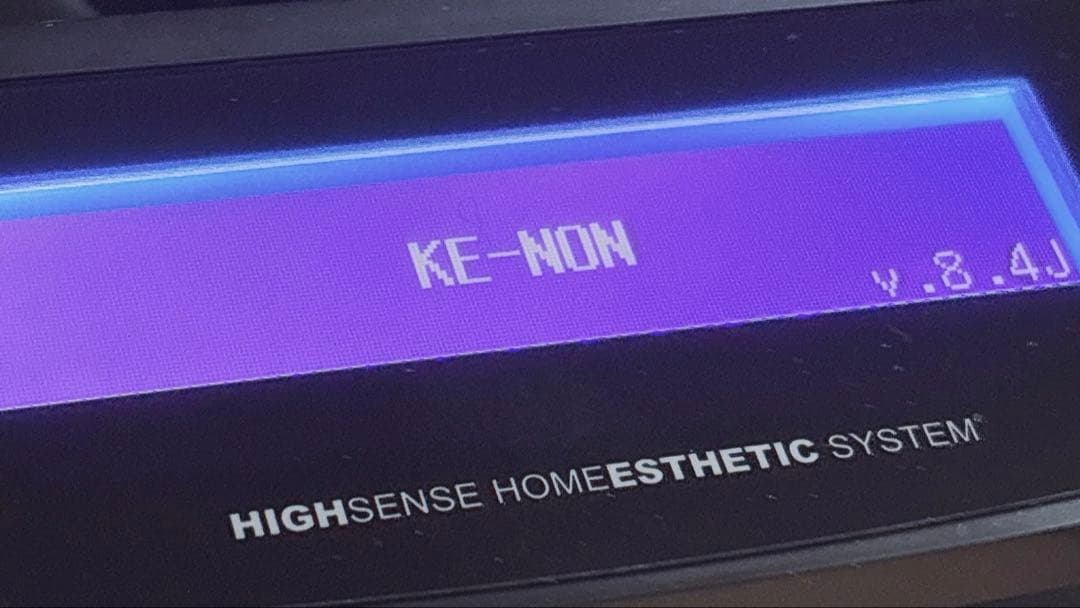 KE-NON
v.8.4J
HIGHSENSE HOMEESTHETIC SYSTEM®